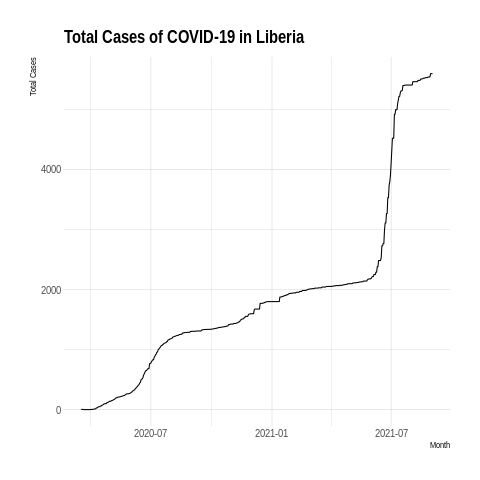 Total Cases of COVID-19 in Liberia
Total Cases
4000
2000
0
2020-07
2021-01
2021-07
Month